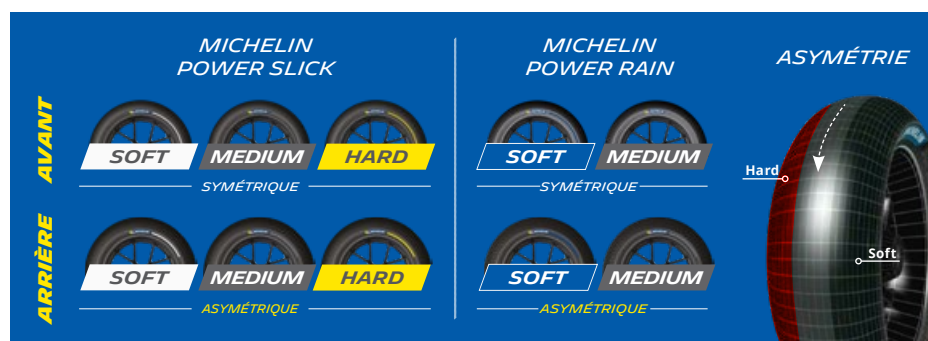 MICHELIN
POWER SLICK
MICHELIN
POWER RAIN
ASYMÉTRIE
AVANT
SOFT
MEDIUM
HARD
SYMÉTRIQUE
SOFT
MEDIUM
SYMÉTRIQUE
ARRIÈRE
SOFT
MEDIUM
HARD
ASYMÉTRIQUE
SOFT
MEDIUM
ASYMÉTRIQUE
Hard
Soft